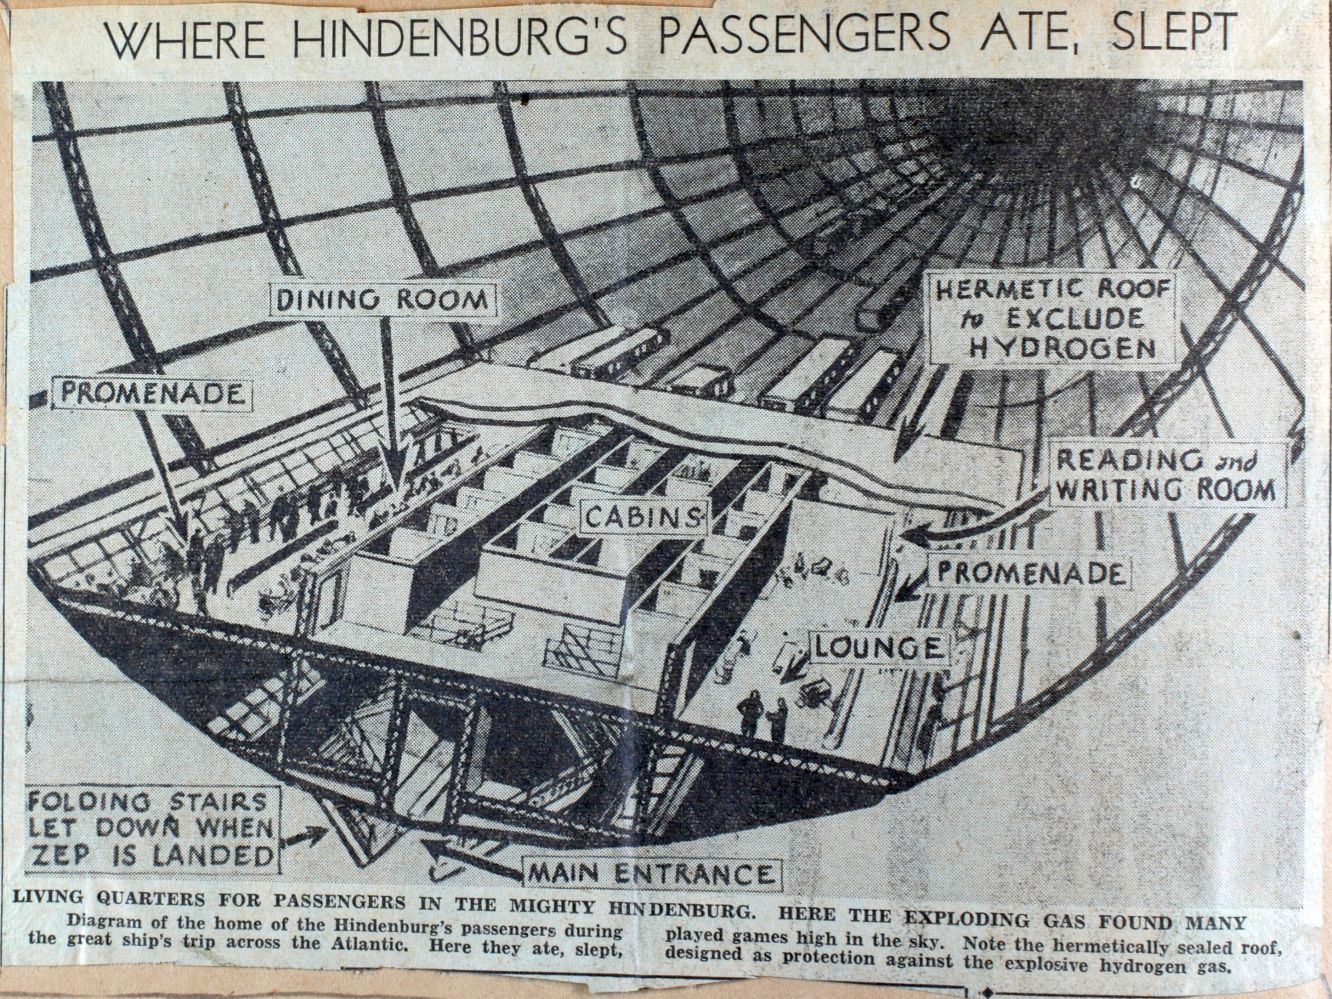 WHERE HINDENBURG'S PASSENGERS ATE, SLEPT
DINING ROOM
HERMETIC ROOF
to EXCLUDE
HYDROGEN
PROMENADE
READING and
WRITING ROOM
CABINS
PROMENADE
LOUNGE
FOLDING STAIRS
LET DOWN WHEN
ZEP IS LANDED
MAIN ENTRANCE
LIVING QUARTERS FOR PASSENGERS IN THE MIGHTY HINDENBURG. HERE THE EXPLODING GAS FOUND MANY
Diagram of the home of the Hindenburg's passengers during
the great ship's trip across the Atlantic. Here they ate, slept,
played games high in the sky. Note the hermetically sealed roof,
designed as protection against the explosive hydrogen gas.